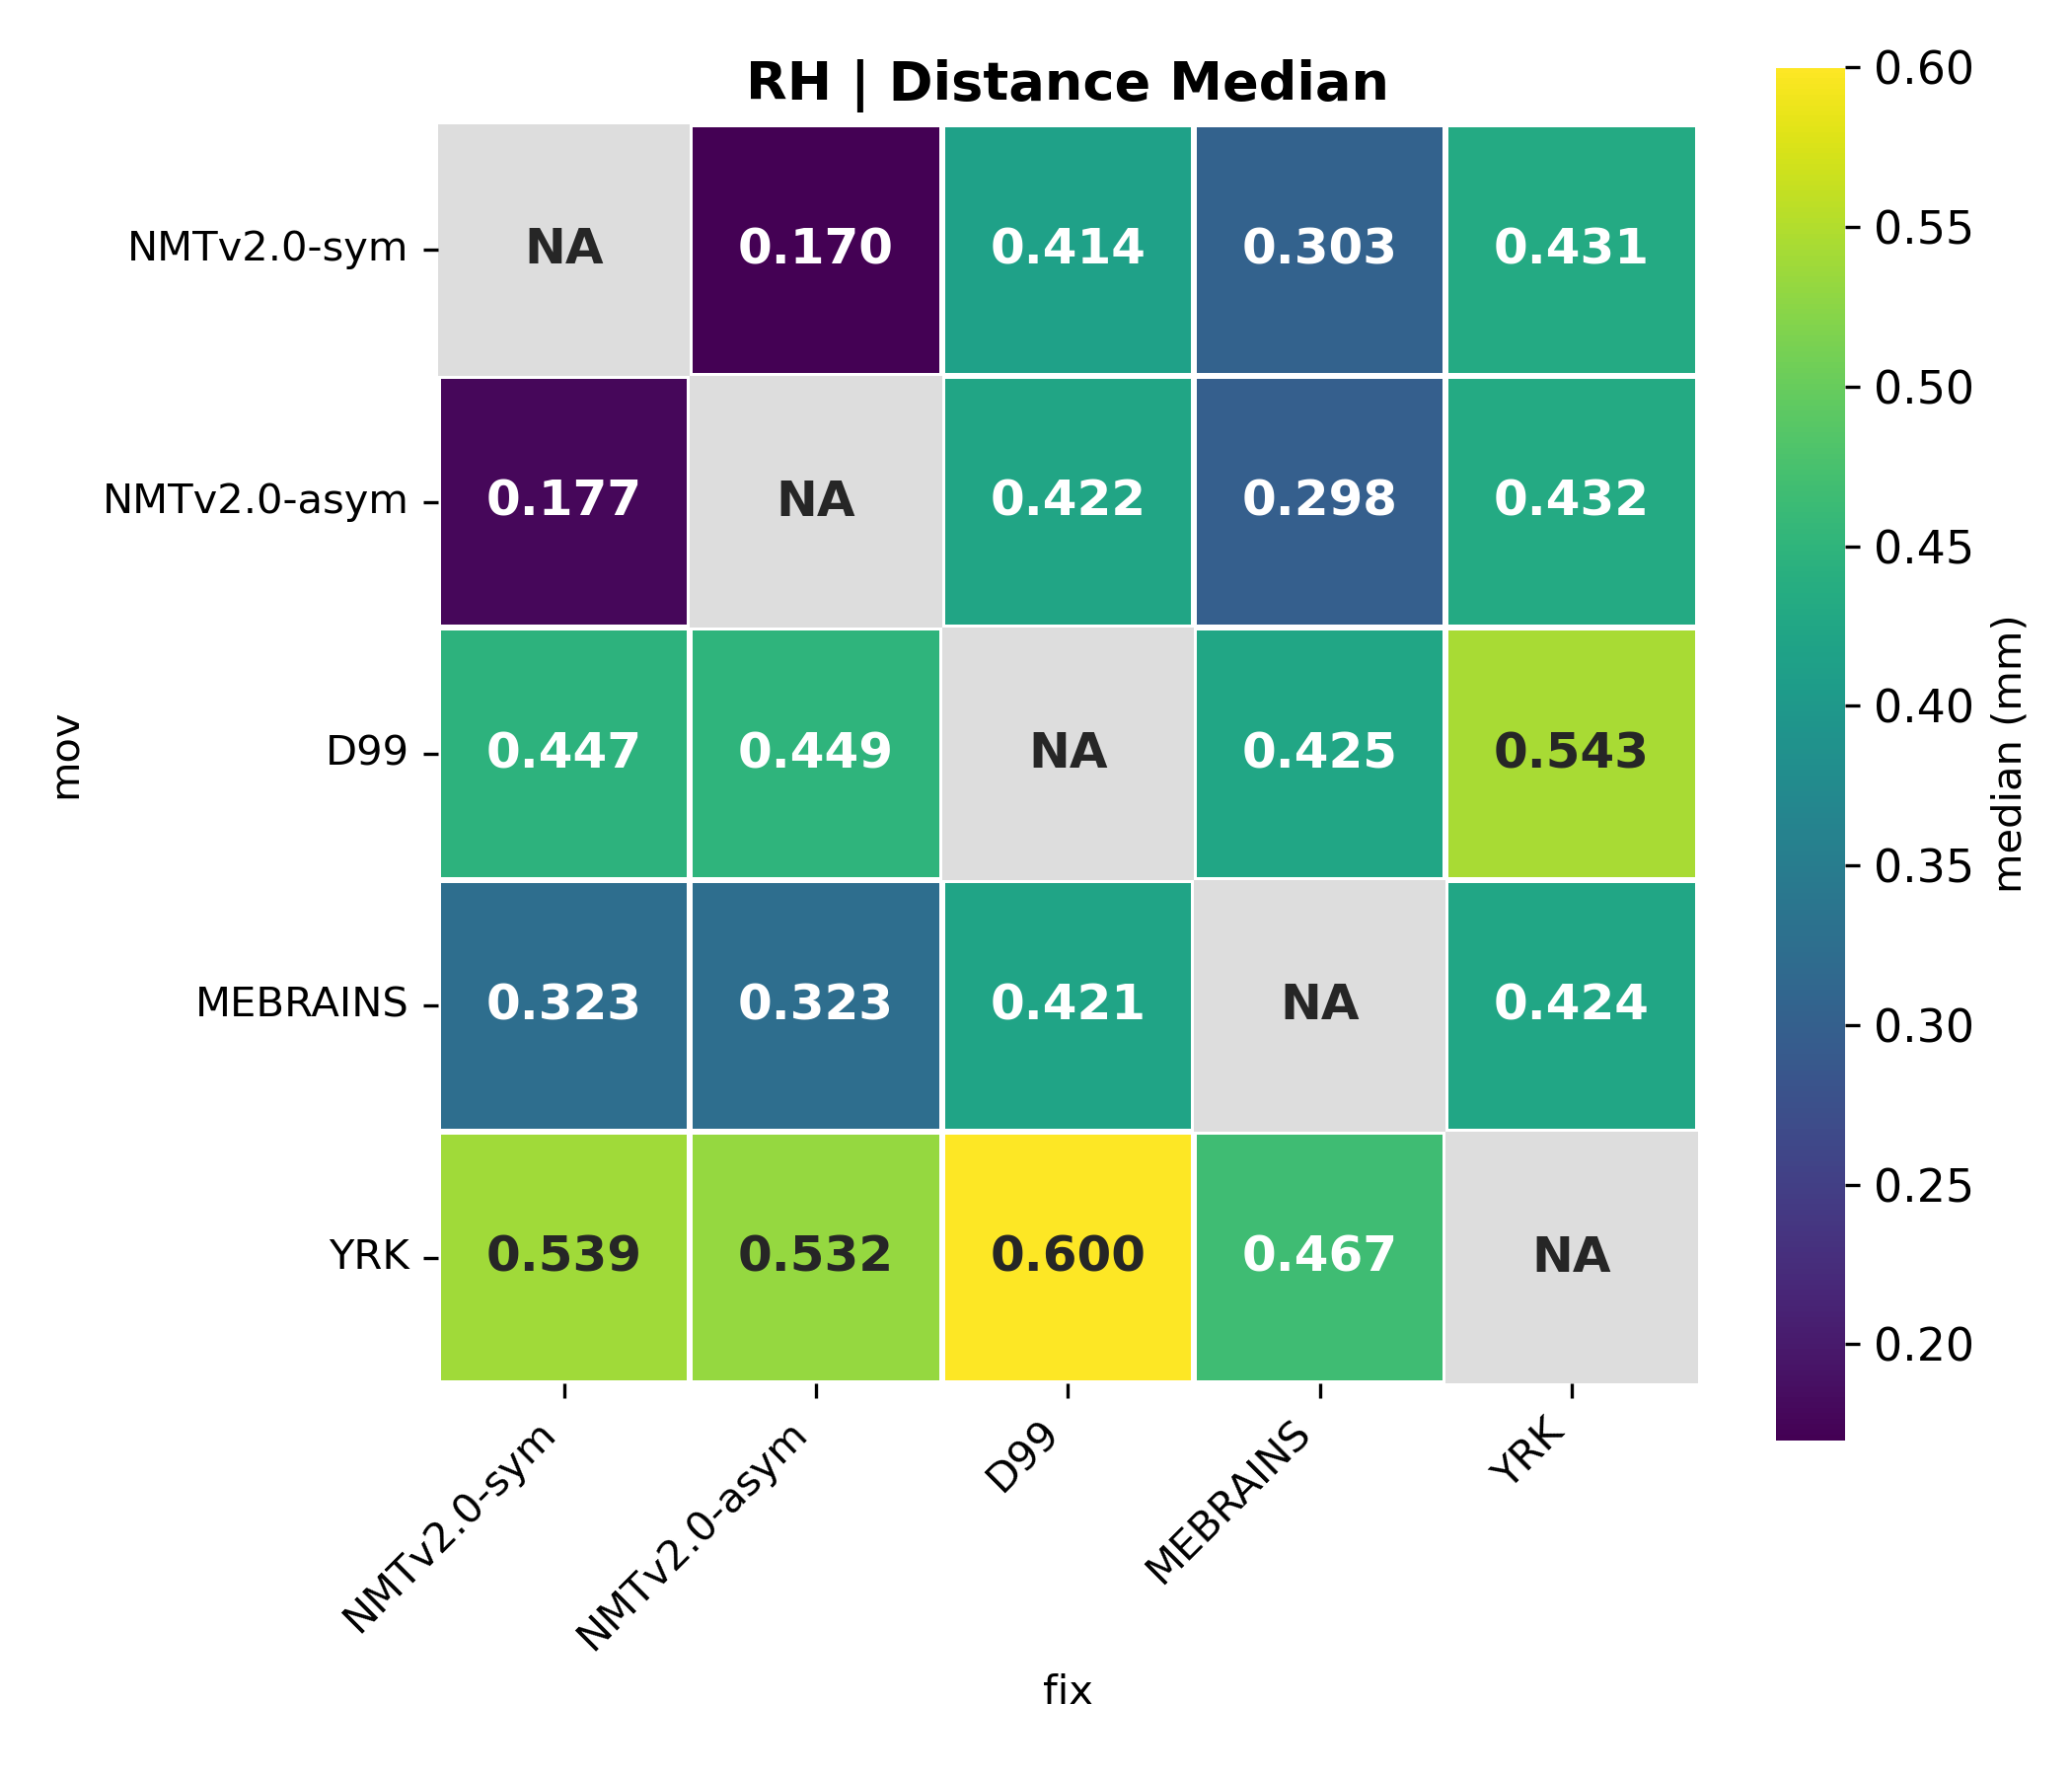 RH | Distance Median
NMTv2.0-sym NA 0.170 0.414 0.303 0.431
NMTv2.0-asym 0.177 NA 0.422 0.298 0.432
D99 0.447 0.449 NA 0.425 0.543
MEBRAINS 0.323 0.323 0.421 NA 0.424
YRK 0.539 0.532 0.600 0.467 NA
mov
NMTv2.0-sym NMTv2.0-asym D99 MEBRAINS YRK
fix
0.60
0.55
0.50
0.45
0.40
0.35
0.30
0.25
0.20
median (mm)